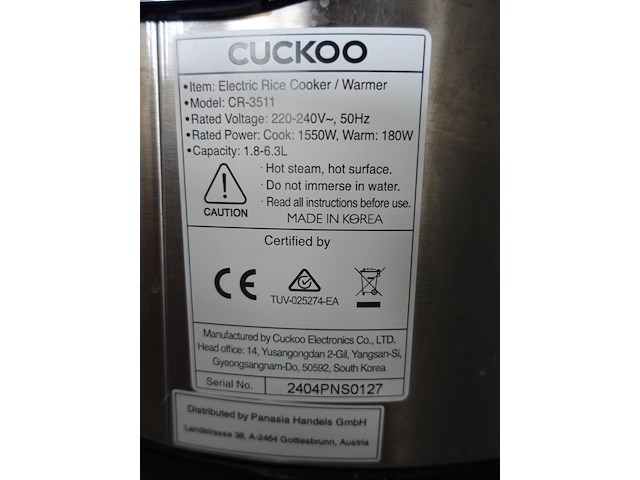 CUCKOO
• Item: Electric Rice Cooker / Warmer
• Model: CR-3511
• Rated Voltage: 220-240V~, 50Hz
• Rated Power: Cook: 1550W, Warm: 180W
• Capacity: 1.8-6.3L
· Hot steam, hot surface.
· Do not immerse in water.
· Read all instructions before use.
CAUTION
MADE IN KOREA
Certified by
CE
TUV-025274-EA
Manufactured by Cuckoo Electronics Co., LTD.
Head office: 14, Yusangongdan 2-Gil, Yangsan-Si,
Gyeongsangnam-Do, 50592, South Korea
Serial No. 2404PNS0127
Distributed by Panasia Handels GmbH
Landstrasse 36, A-2464 Gottlesbrunn, Austria